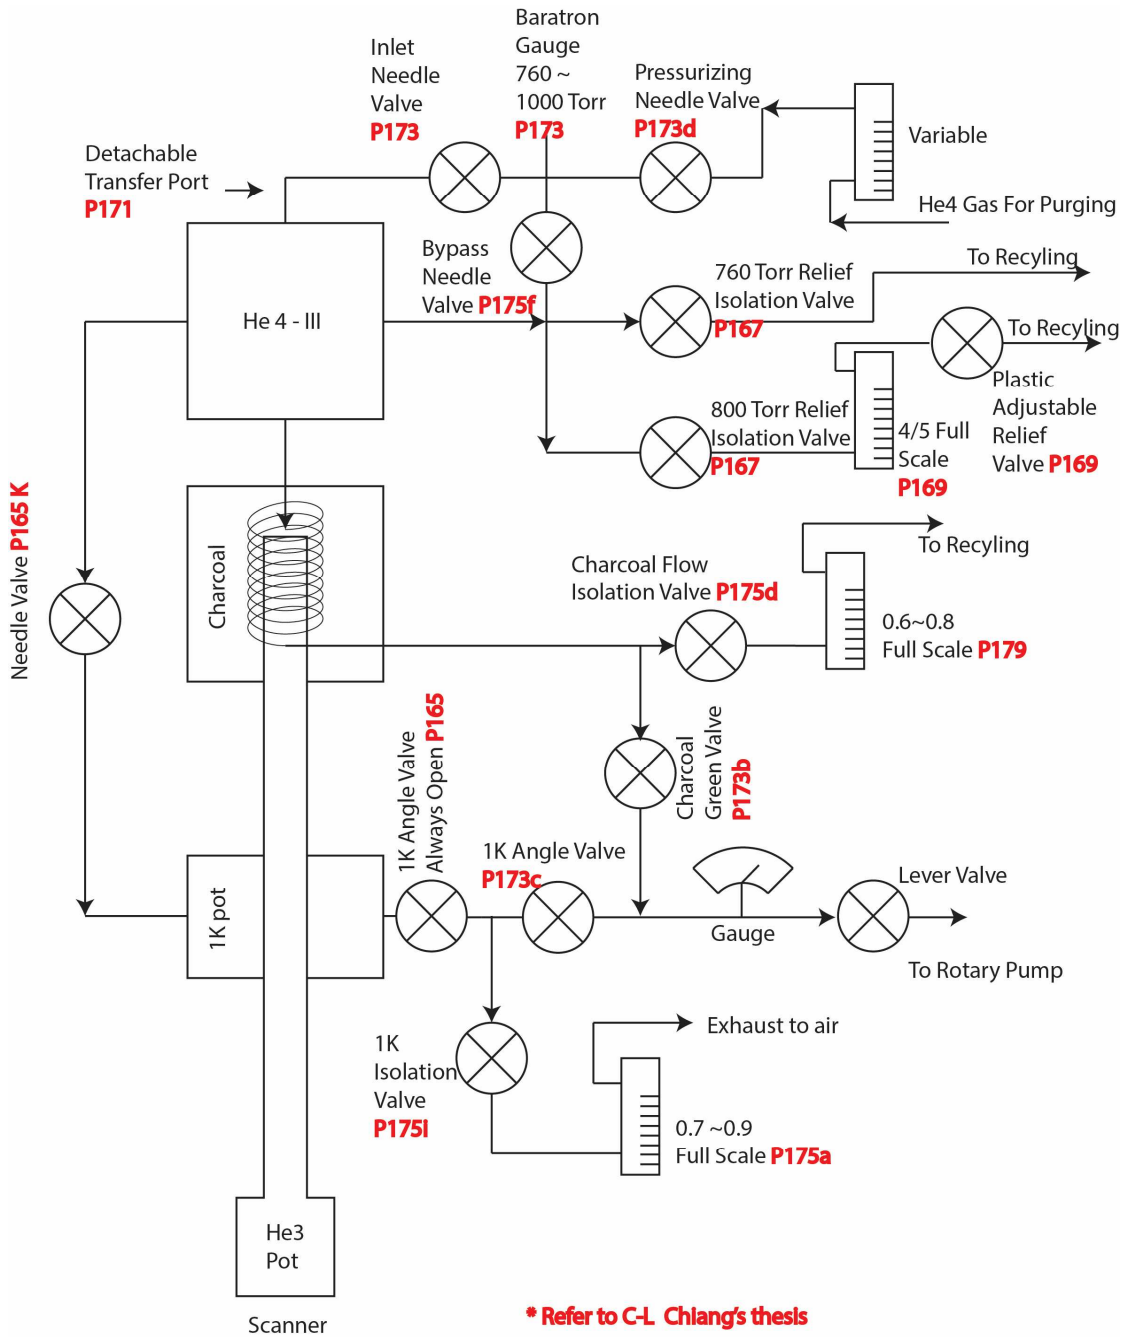 Baratron
Gauge
760 ~
1000 Torr
P173
Inlet
Needle
Valve
P173
Pressurizing
Needle Valve
P173d
Variable
He4 Gas For Purging
Detachable
Transfer Port
P171
Bypass
Needle
Valve P175f
760 Torr Relief
Isolation Valve
P167
To Recyling
He 4 - III
To Recyling
Plastic
Adjustable
Relief
Valve P169
800 Torr Relief
Isolation Valve
P167
4/5 Full
Scale
P169
Needle Valve P165 K
Charcoal
Charcoal Flow
Isolation Valve P175d
To Recyling
0.6~0.8
Full Scale P179
Charcoal
Green Valve
P173b
1K Angle Valve
Always Open P165
1K Angle Valve
P173c
1K pot
Gauge
Lever Valve
To Rotary Pump
1K
Isolation
Valve
P175I
Exhaust to air
0.7 ~0.9
Full Scale P175a
He3
Pot
Scanner
* Refer to C-L Chiang's thesis